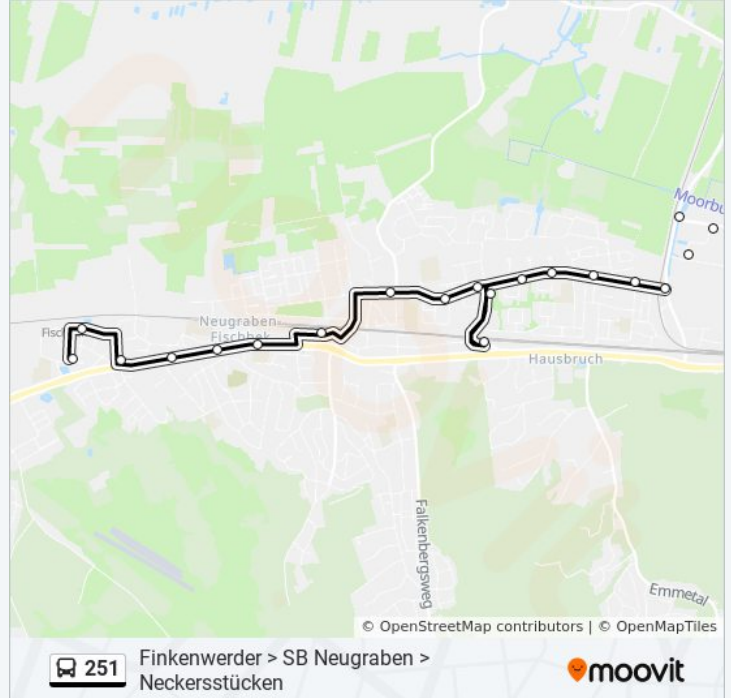 Moorbu
Fisc
Neugraben-
Fischbek
Hausbruch
Falkenbergsweg
Emmetal
© OpenStreetMap contributors | © OpenMapTiles
251
Finkenwerder > SB Neugraben >
Neckersstücken
moovit